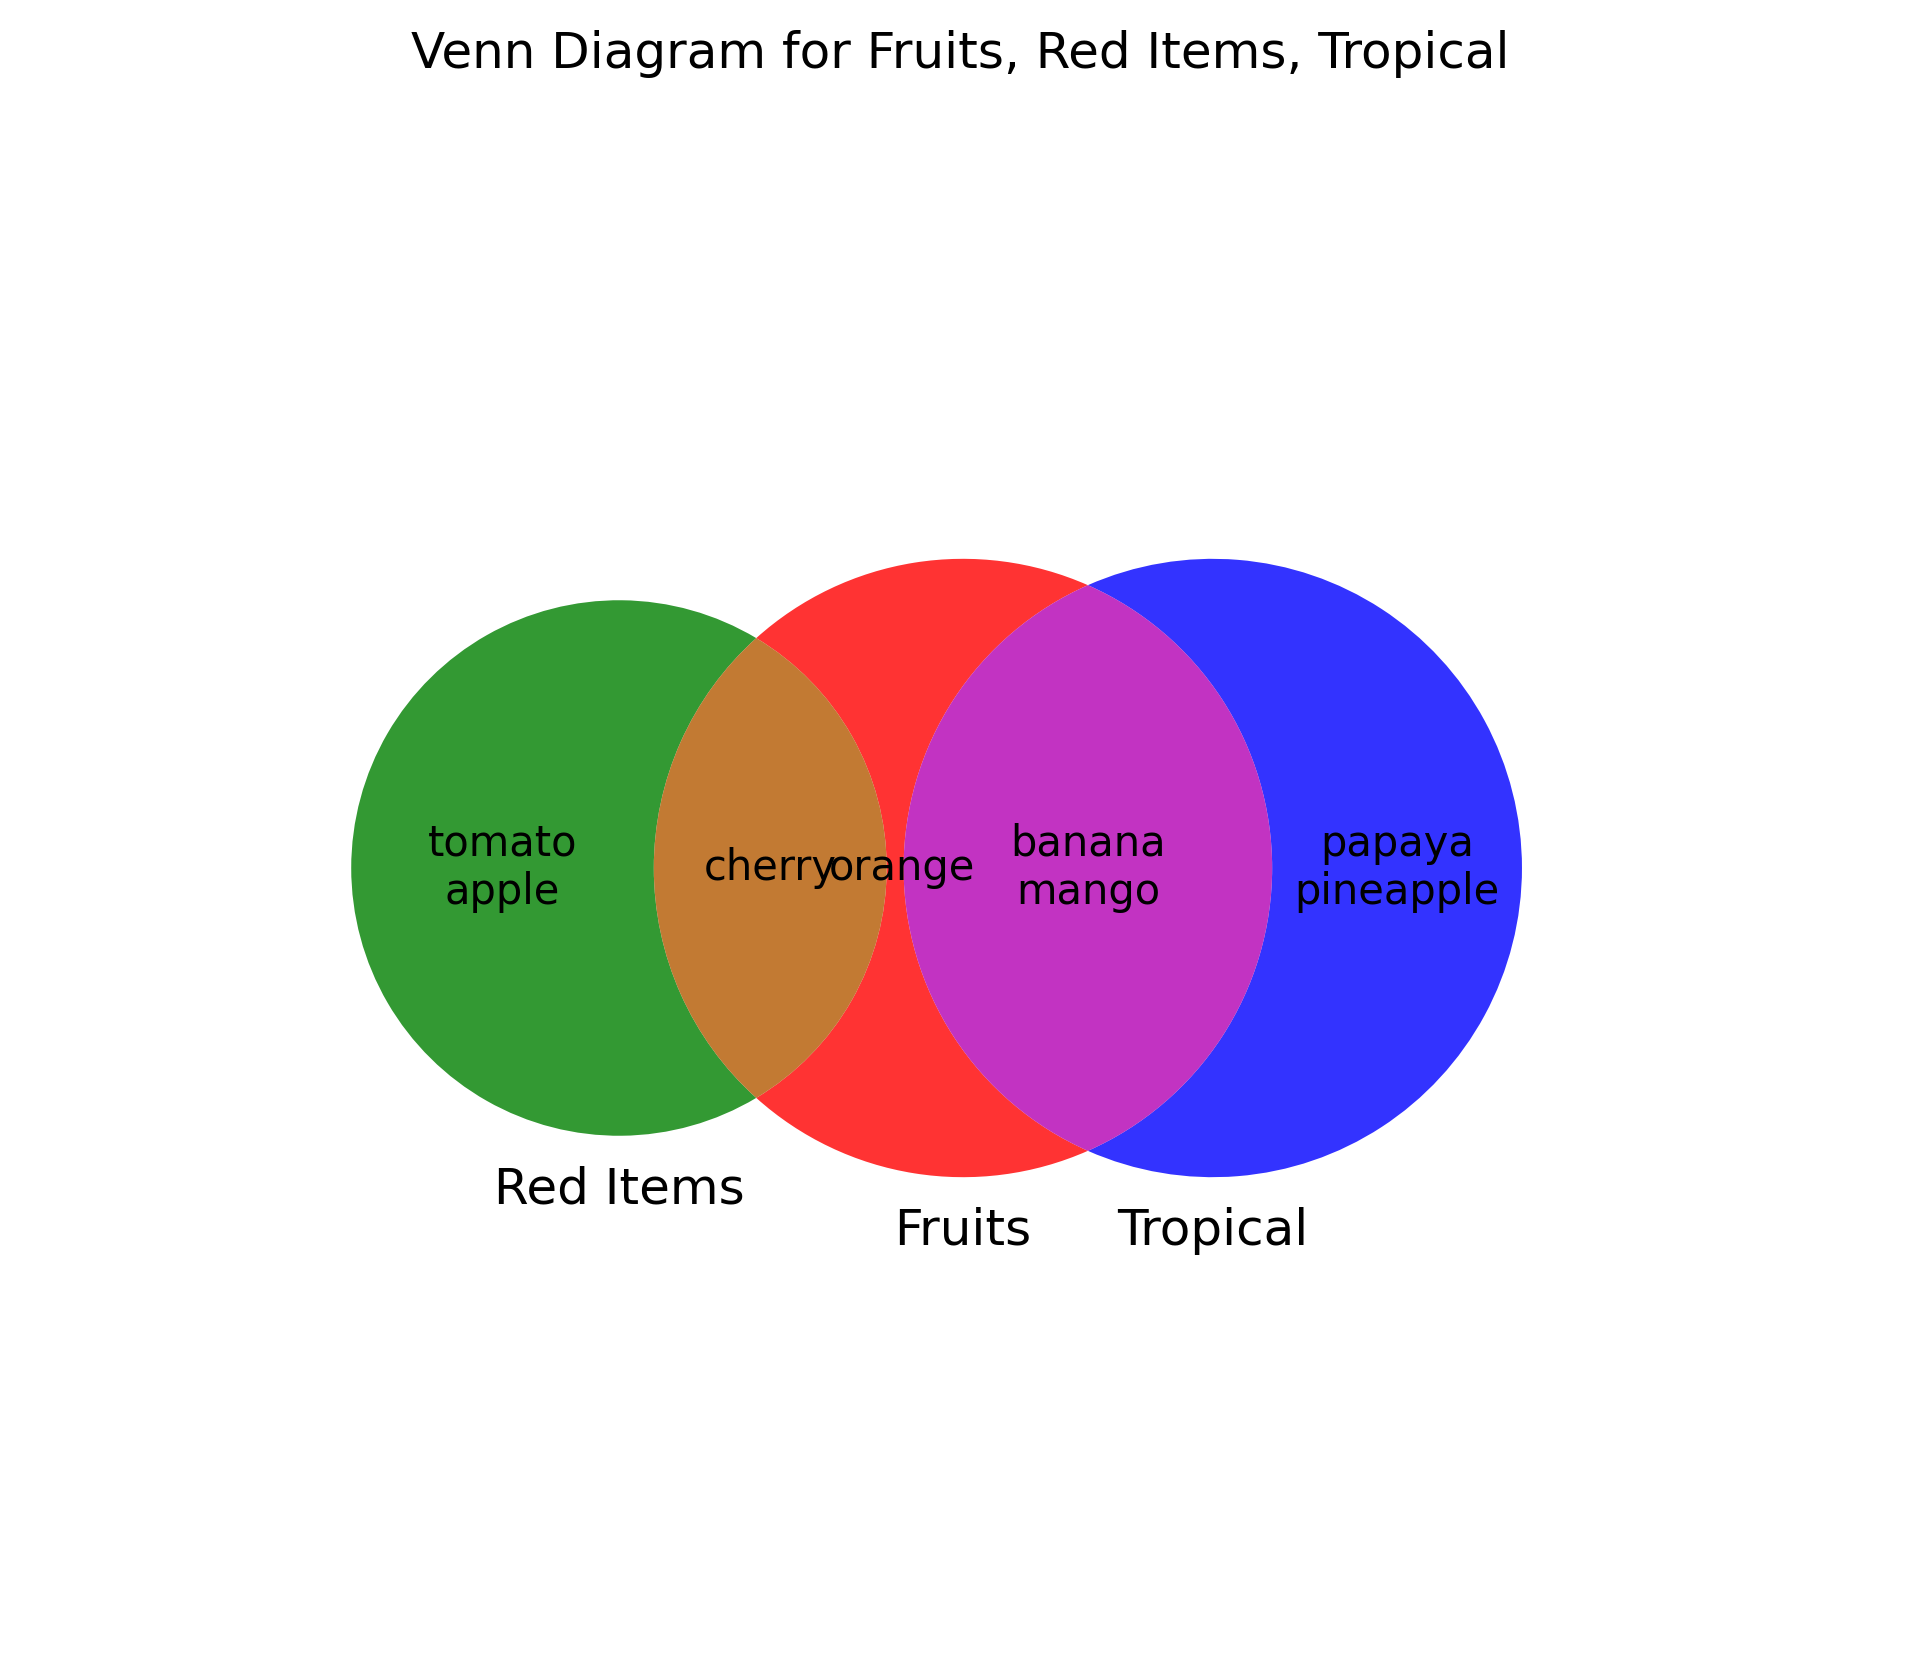 Venn Diagram for Fruits, Red Items, Tropical
tomato
apple
cherry
orange
banana
mango
papaya
pineapple
Red Items
Fruits
Tropical